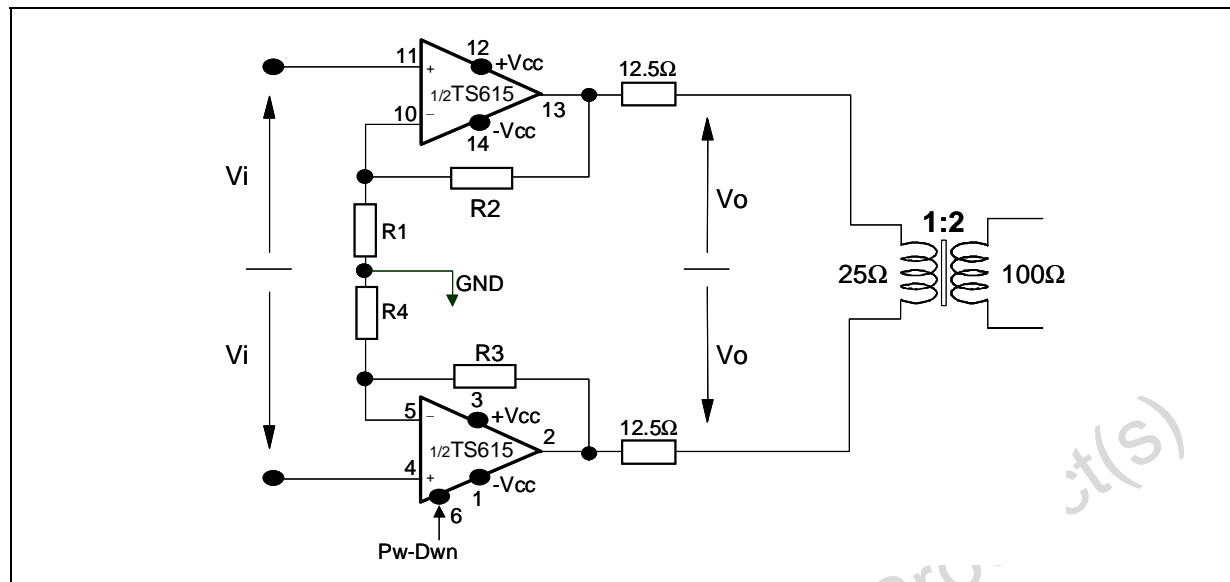 12
11
+
+Vcc
1/2TS615
12.5Ω
13
10
−
-Vcc
14
Vi
R2
Vo
R1
1:2
GND
25Ω
100Ω
R4
Vi
R3
Vo
3
5
−
+Vcc
12.5Ω
1/2TS615
2
4
+
-Vcc
1
6
Pw-Dwn